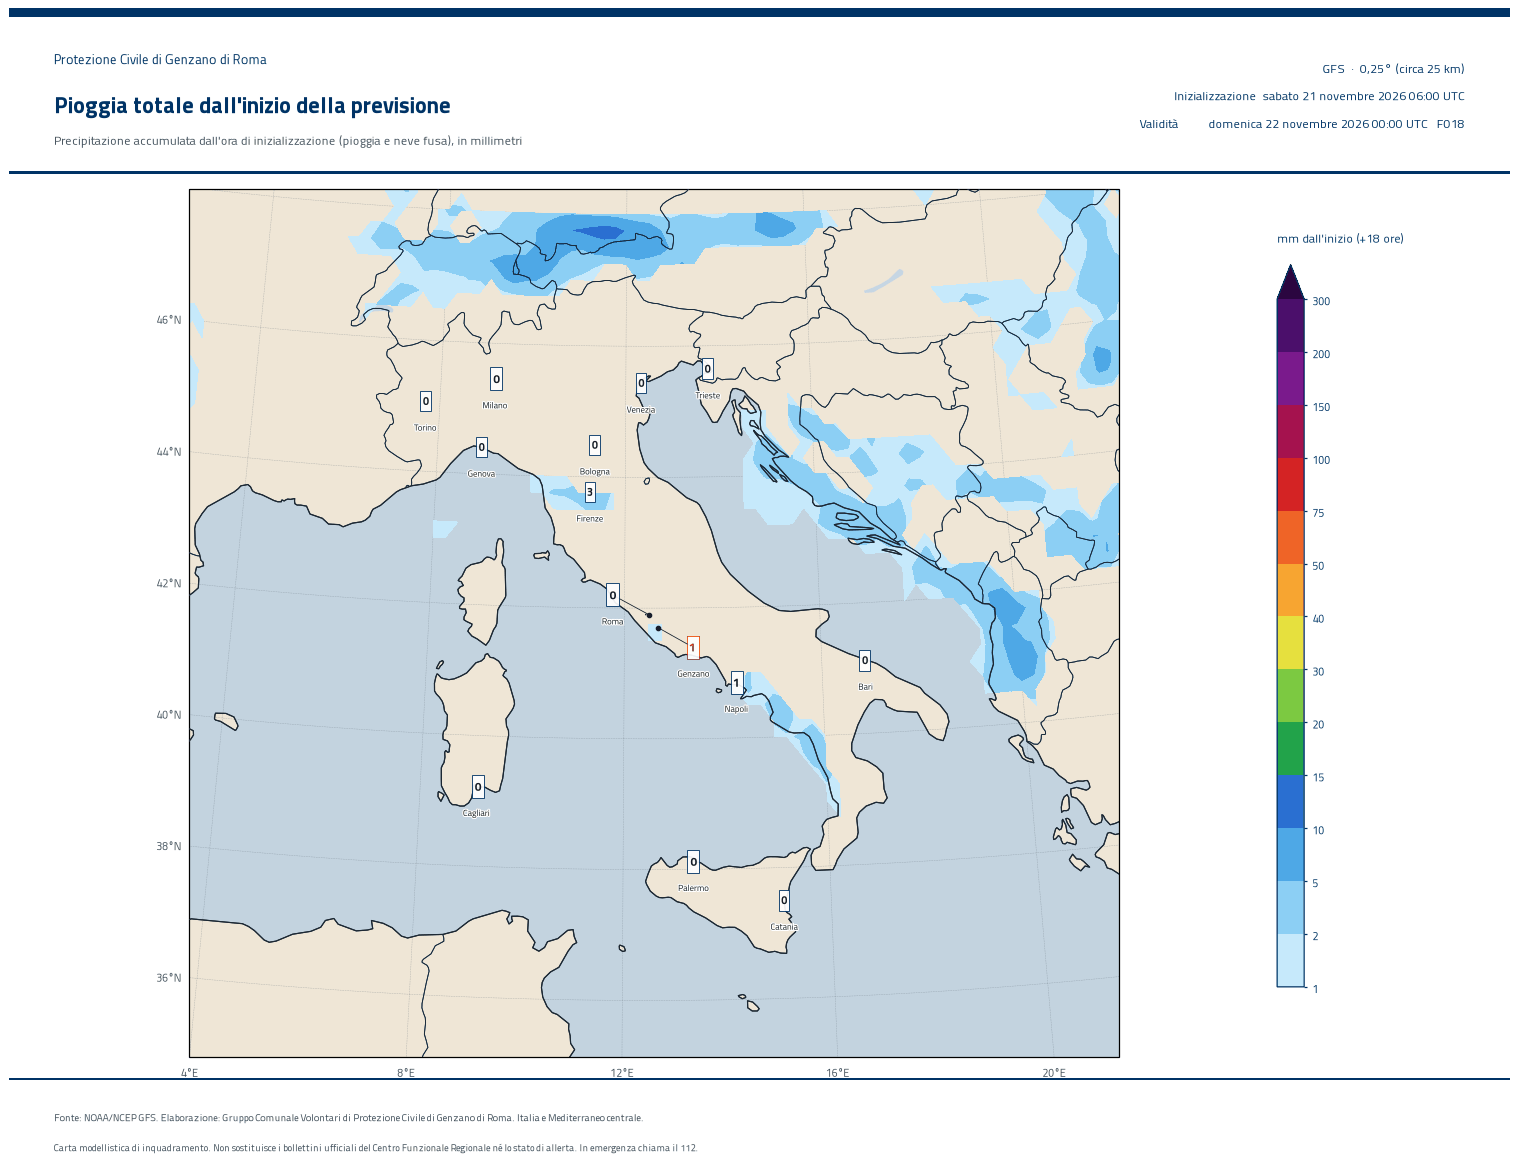 Protezione Civile di Genzano di Roma
Pioggia totale dall'inizio della previsione
Precipitazione accumulata dall'ora di inizializzazione (pioggia e neve fusa), in millimetri
GFS · 0,25° (circa 25 km)
Inizializzazione sabato 21 novembre 2026 06:00 UTC
Validità domenica 22 novembre 2026 00:00 UTC F018
mm dall'inizio (+18 ore)
300
200
150
100
75
50
40
30
20
15
10
5
2
1
46°N
44°N
42°N
40°N
38°N
36°N
4°E
8°E
12°E
16°E
20°E
0
Torino
0
Milano
0
Venezia
0
Trieste
0
Genova
0
Bologna
3
Firenze
0
Roma
1
Genzano
1
Napoli
0
Bari
0
Cagliari
0
Palermo
0
Catania
Fonte: NOAA/NCEP GFS. Elaborazione: Gruppo Comunale Volontari di Protezione Civile di Genzano di Roma. Italia e Mediterraneo centrale.
Carta modellistica di inquadramento. Non sostituisce i bollettini ufficiali del Centro Funzionale Regionale né lo stato di allerta. In emergenza chiama il 112.